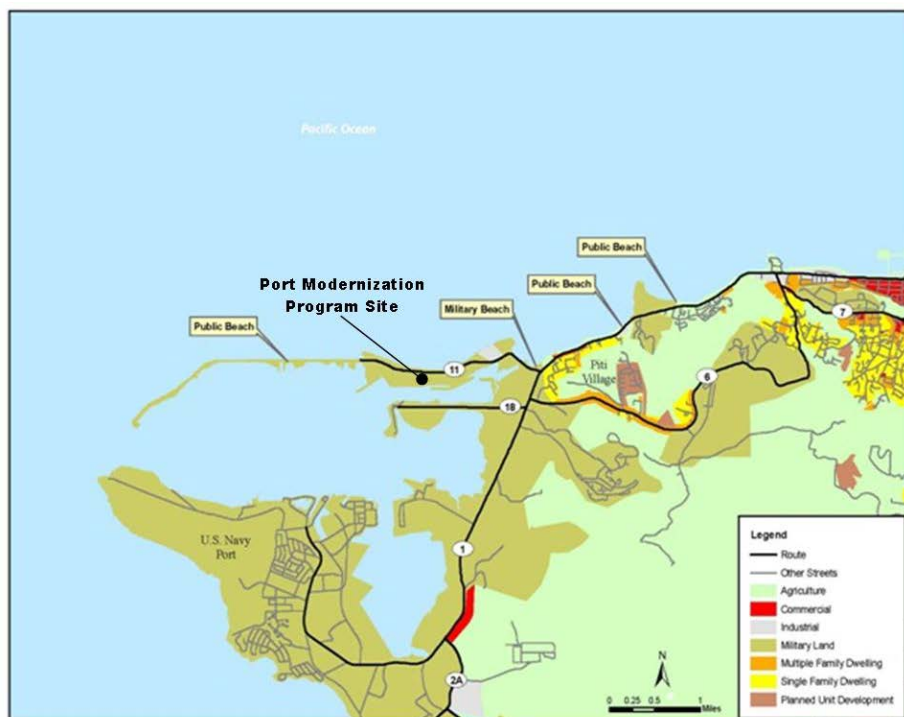 Pacific Ocean
Public Beach
Port Modernization
Program Site
Public Beach
Military Beach
Public Beach
7
11
Piti
Village
6
18
U.S. Navy
Port
1
2A
Legend
Route
Other Streets
Agriculture
Commercial
Industrial
Military Land
Multiple Family Dwelling
Single Family Dwelling
Planned Unit Development
N
0 0.25 0.5 1
Miles